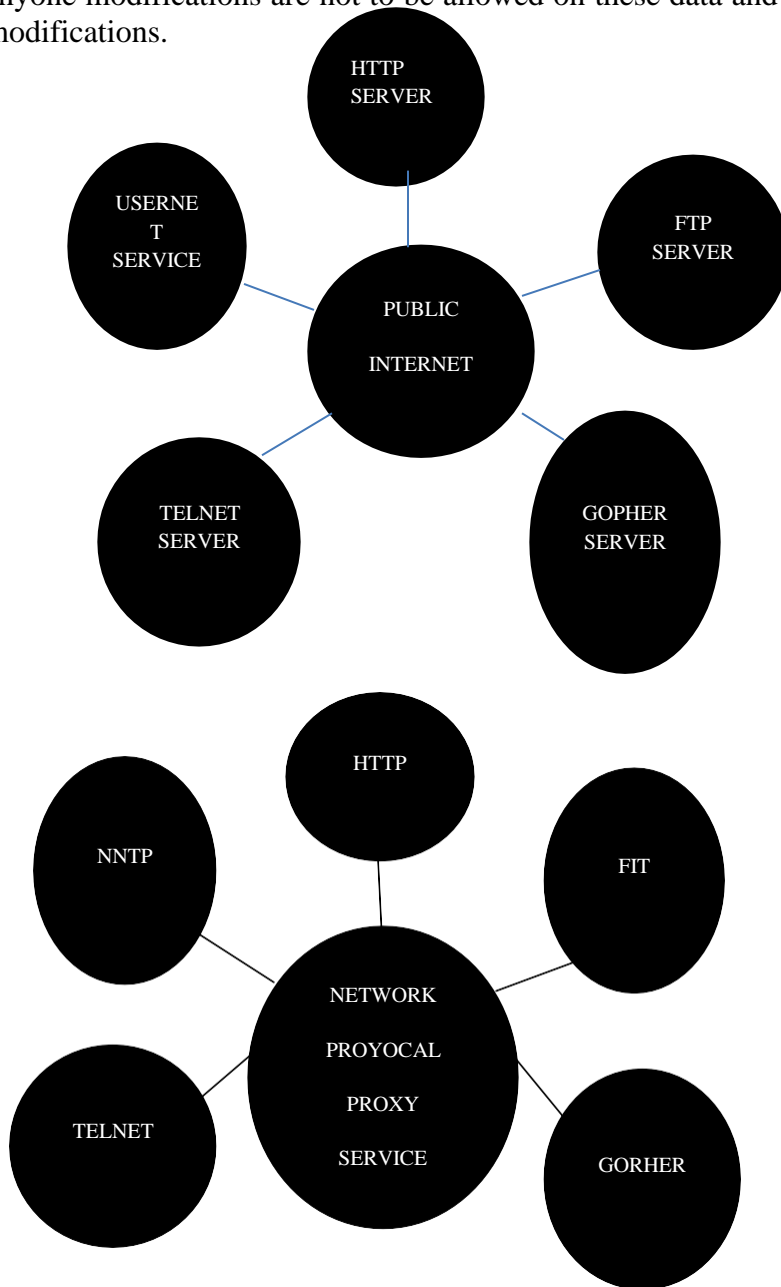 nyone modifications are not to be allowed on these data and
modifications.
HTTP
SERVER
USERNE
T
SERVICE
FTP
SERVER
PUBLIC
INTERNET
TELNET
SERVER
GOPHER
SERVER
HTTP
NNTP
FIT
NETWORK
PROYOCAL
PROXY
SERVICE
TELNET
GORHER